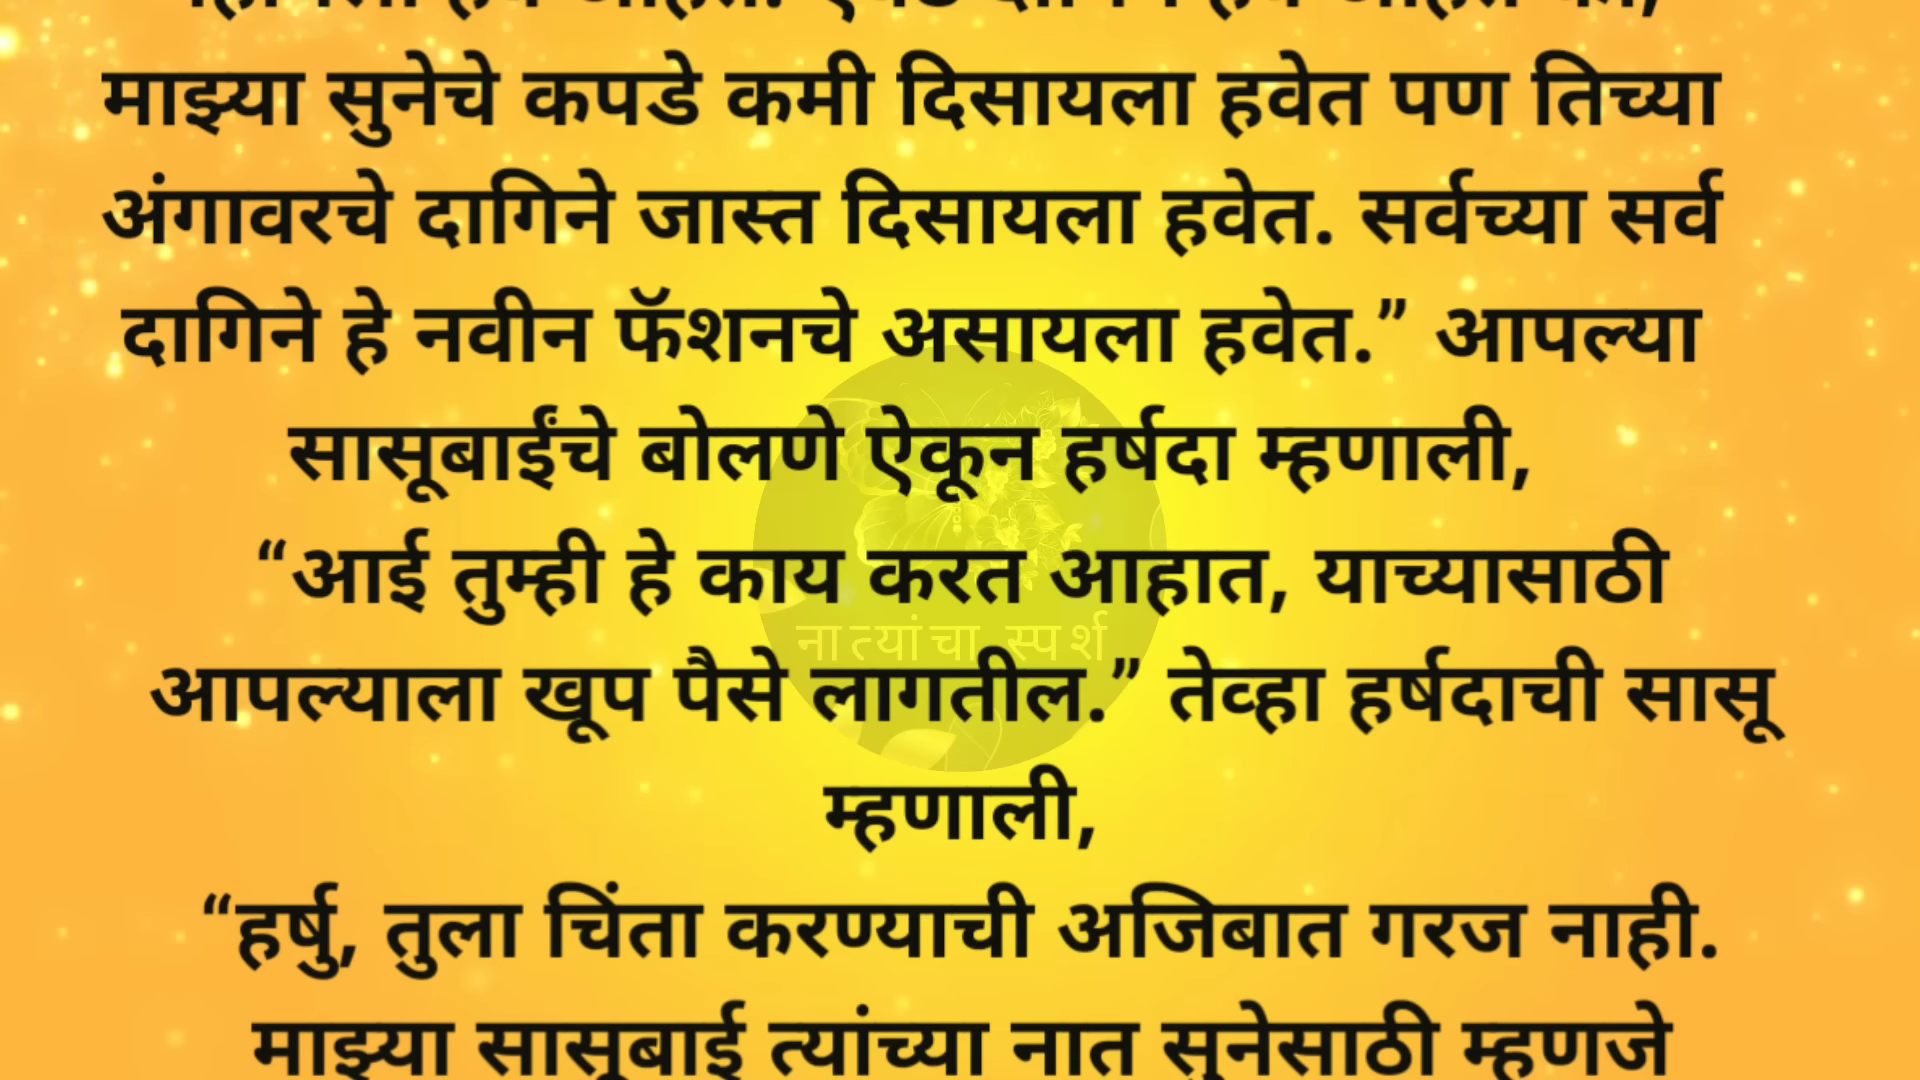 माझ्या सुनेचे कपडे कमी दिसायला हवेत पण तिच्या
अंगावरचे दागिने जास्त दिसायला हवेत. सर्वच्या सर्व
दागिने हे नवीन फॅशनचे असायला हवेत.” आपल्या
सासूबाईंचे बोलणे ऐकून हर्षदा म्हणाली,
“आई तुम्ही हे काय करत आहात, याच्यासाठी
नात्यांचा स्पर्श
आपल्याला खूप पैसे लागतील.” तेव्हा हर्षदाची सासू
म्हणाली,
“हर्षु, तुला चिंता करण्याची अजिबात गरज नाही.
माझ्या सासूबाई त्यांच्या नात सुनेसाठी म्हणजे